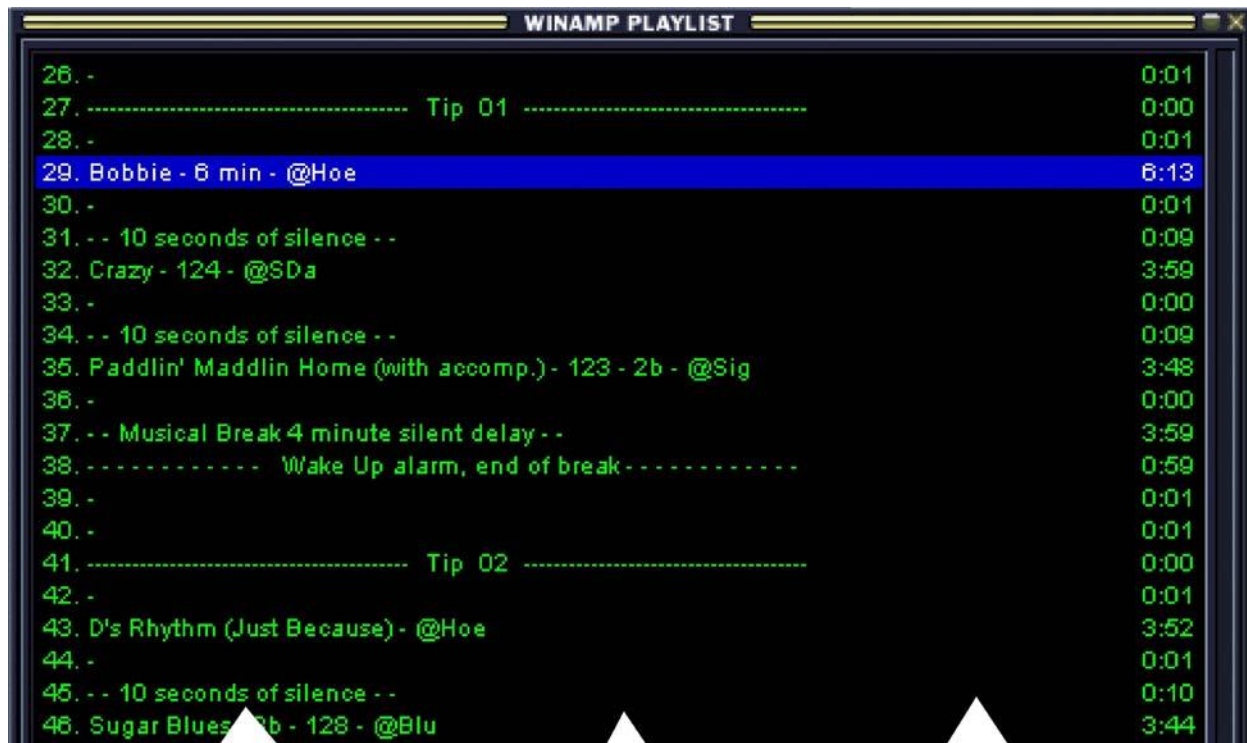 WINAMP PLAYLIST
26. - 0:01
27. ------------------------------------------- Tip 01 -------------------------------------- 0:00
28. - 0:01
29. Bobbie - 6 min - @Hoe 6:13
30. - 0:01
31. - - 10 seconds of silence - - 0:09
32. Crazy - 124 - @SDa 3:59
33. - 0:00
34. - - 10 seconds of silence - - 0:09
35. Paddlin' Maddlin Home (with accomp.) - 123 - 2b - @Sig 3:48
36. - 0:00
37. - - Musical Break 4 minute silent delay - - 3:59
38. - - - - - - - - - - - - Wake Up alarm, end of break - - - - - - - - - - - - 0:59
39. - 0:01
40. - 0:01
41. ------------------------------------------- Tip 02 -------------------------------------- 0:00
42. - 0:01
43. D's Rhythm (Just Because) - @Hoe 3:52
44. - 0:01
45. - - 10 seconds of silence - - 0:10
46. Sugar Blues b - 128 - @Blu 3:44